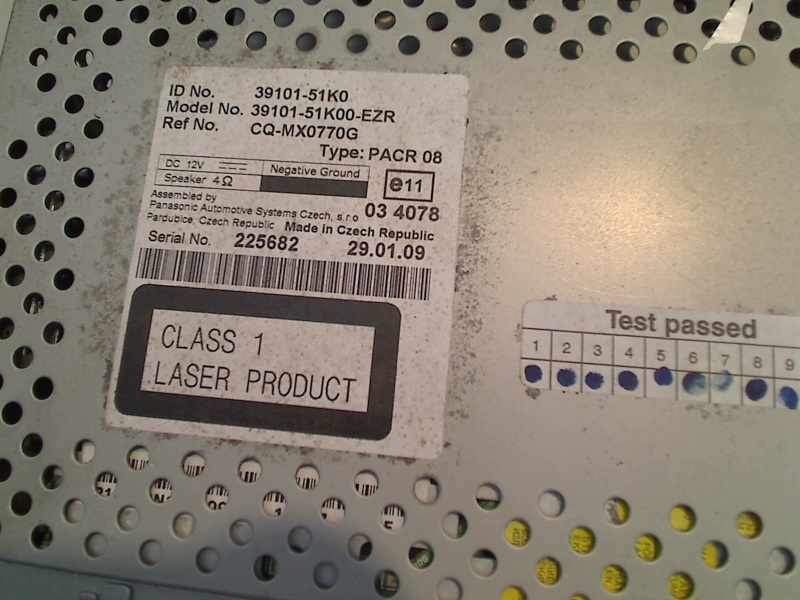 ID No. 39101-51K0
Model No. 39101-51K00-EZR
Ref No. CQ-MX0770G
Type: PACR 08
DC 12V
Negative Ground
Speaker 4Ω
e11
Assembled by
Panasonic Automotive Systems Czech, s.r.o
03 4078
Pardubice, Czech Republic Made in Czech Republic
Serial No. 225682 29.01.09
CLASS 1
LASER PRODUCT
Test passed
1 2 3 4 5 6 7 8 9